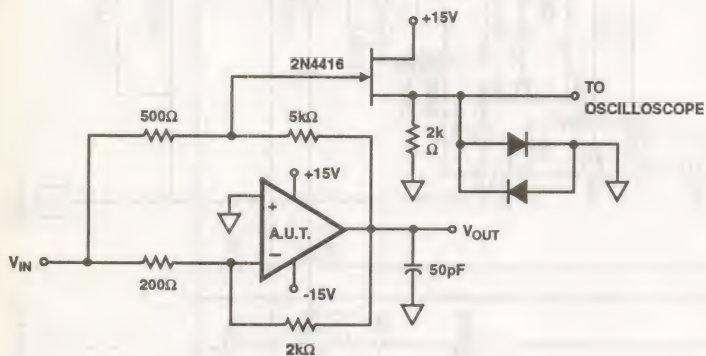 +15V
2N4416
TO
OSCILLOSCOPE
500Ω
5kΩ
2k
Ω
+15V
+
A.U.T.
−
V_IN
V_OUT
200Ω
-15V
50pF
2kΩ